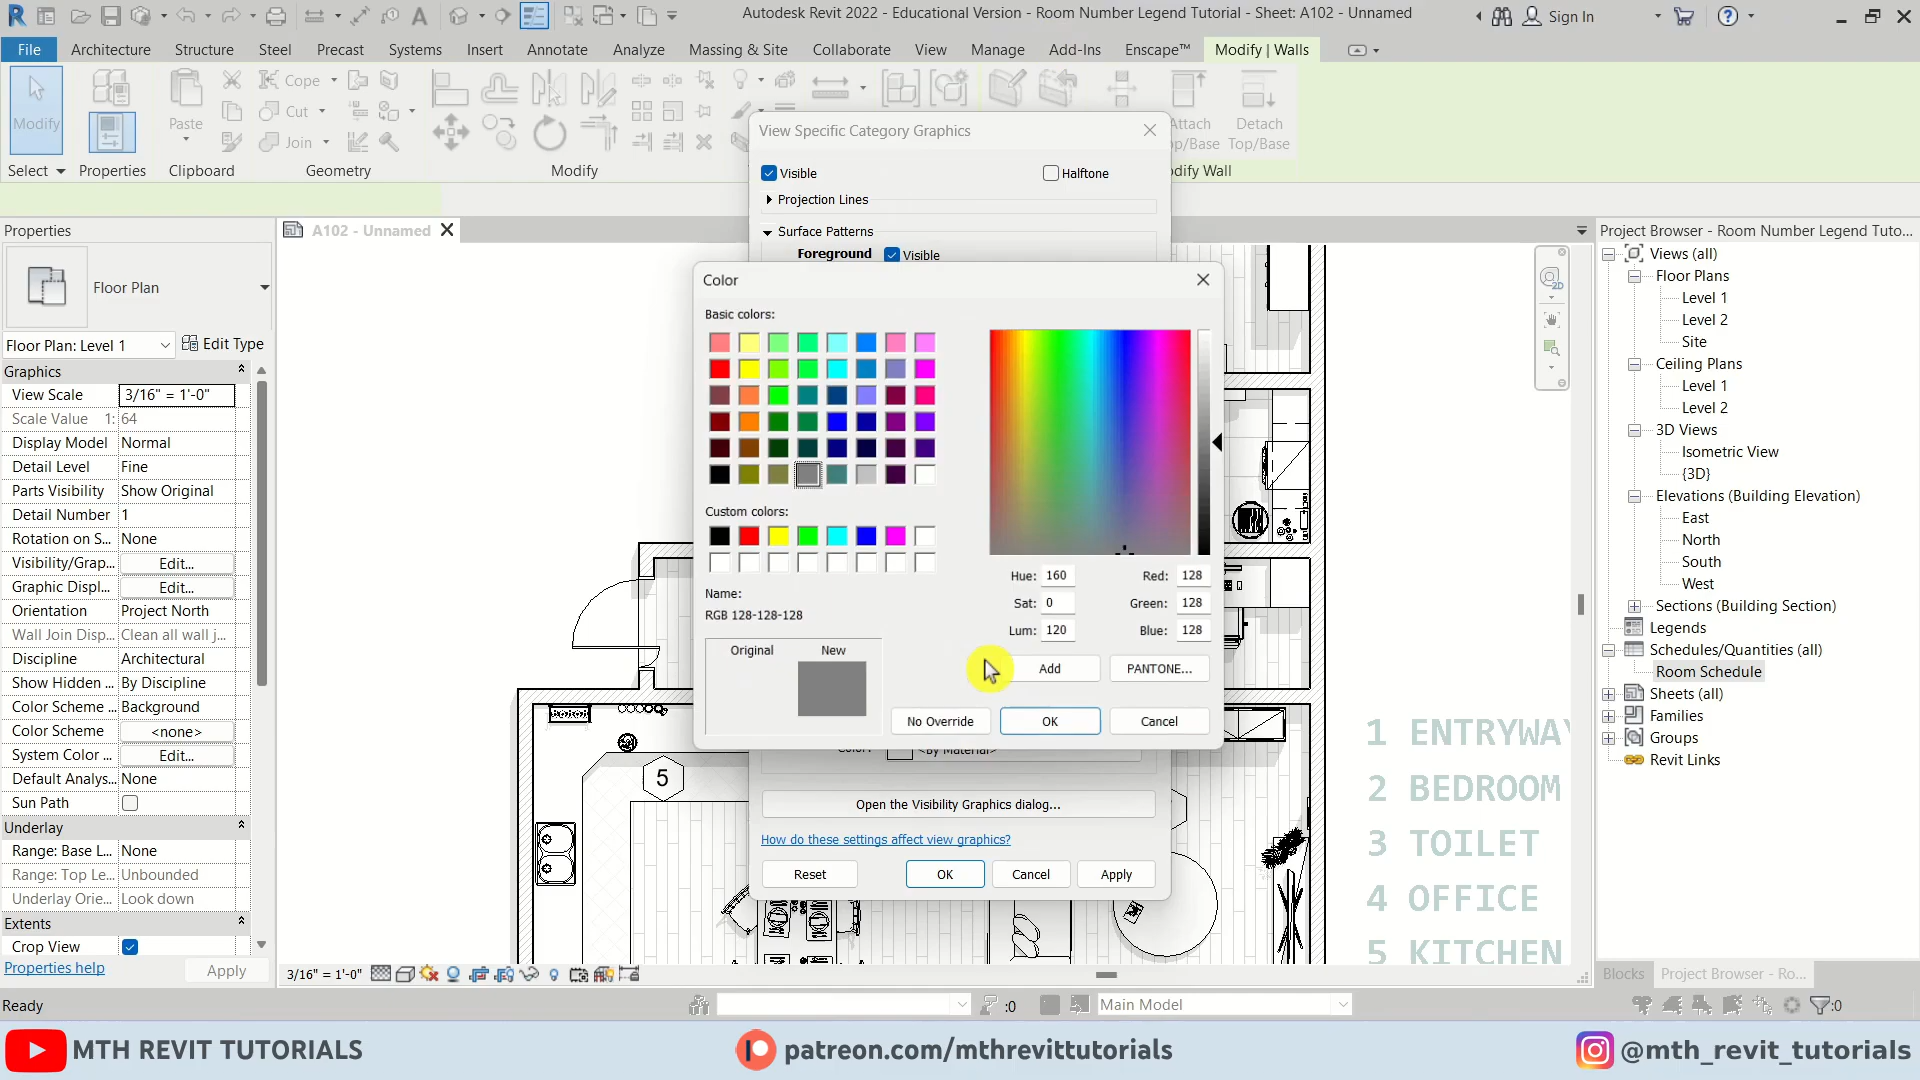 Autodesk Revit 2022 - Educational Version - Room Number Legend Tutorial - Sheet: A102 - Unnamed
Sign In
File Architecture Structure Steel Precast Systems Insert Annotate Analyze Massing & Site Collaborate View Manage Add-Ins Enscape™ Modify | Walls
Modify
Paste
Cope
Cut
Join
Attach
Top/Base
Detach
Top/Base
Select Properties Clipboard Geometry Modify
Modify Wall
View Specific Category Graphics
Visible
Halftone
Projection Lines
Surface Patterns
Foreground Visible
Properties
Floor Plan
Floor Plan: Level 1
Edit Type
Graphics
View Scale 3/16" = 1'-0"
Scale Value 1: 64
Display Model Normal
Detail Level Fine
Parts Visibility Show Original
Detail Number 1
Rotation on S... None
Visibility/Grap... Edit...
Graphic Displ... Edit...
Orientation Project North
Wall Join Disp... Clean all wall j...
Discipline Architectural
Show Hidden ... By Discipline
Color Scheme ... Background
Color Scheme <none>
System Color ... Edit...
Default Analys... None
Sun Path
Underlay
Range: Base L... None
Range: Top Le... Unbounded
Underlay Orie... Look down
Extents
Crop View
Properties help
Apply
A102 - Unnamed
Color
Basic colors:
Custom colors:
Name:
RGB 128-128-128
Original New
Hue: 160 Red: 128
Sat: 0 Green: 128
Lum: 120 Blue: 128
Add
PANTONE...
No Override
OK
Cancel
Color: <By Material>
Open the Visibility Graphics dialog...
How do these settings affect view graphics?
Reset
OK
Cancel
Apply
5
1 ENTRYWAY
2 BEDROOM
3 TOILET
4 OFFICE
5 KITCHEN
2D
Project Browser - Room Number Legend Tuto...
Views (all)
Floor Plans
Level 1
Level 2
Site
Ceiling Plans
Level 1
Level 2
3D Views
Isometric View
{3D}
Elevations (Building Elevation)
East
North
South
West
Sections (Building Section)
Legends
Schedules/Quantities (all)
Room Schedule
Sheets (all)
Families
Groups
Revit Links
Blocks
Project Browser - Ro...
3/16" = 1'-0"
Ready
:0
Main Model
:0
MTH REVIT TUTORIALS
patreon.com/mthrevittutorials
@mth_revit_tutorials